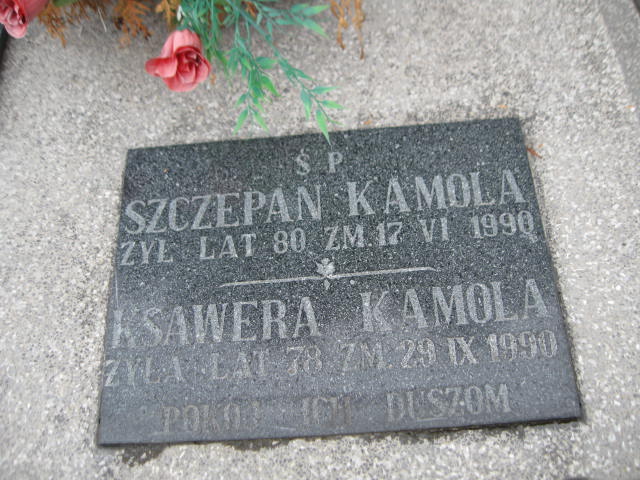 Ś P
SZCZEPAN KAMOLA
ŻYŁ LAT 80 ZM. 17 VI 1990
KSAWERA KAMOLA
ŻYŁA LAT 78 ZM. 29 IX 1990
POKÓJ ICH DUSZOM